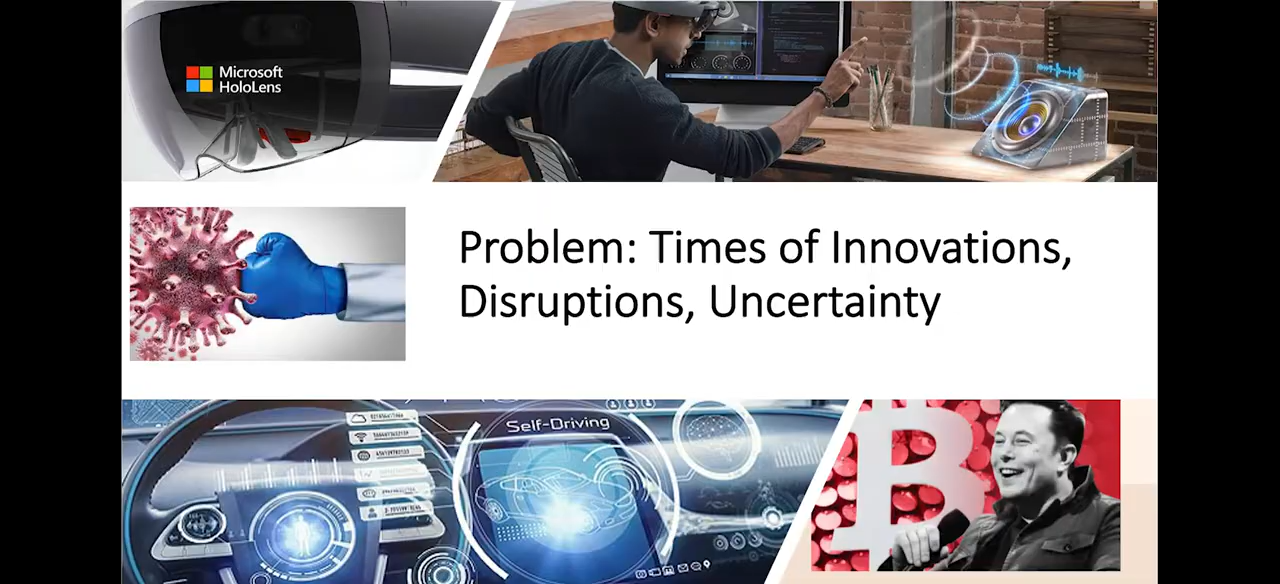 Microsoft
HoloLens
Problem: Times of Innovations,
Disruptions, Uncertainty
Self-Driving